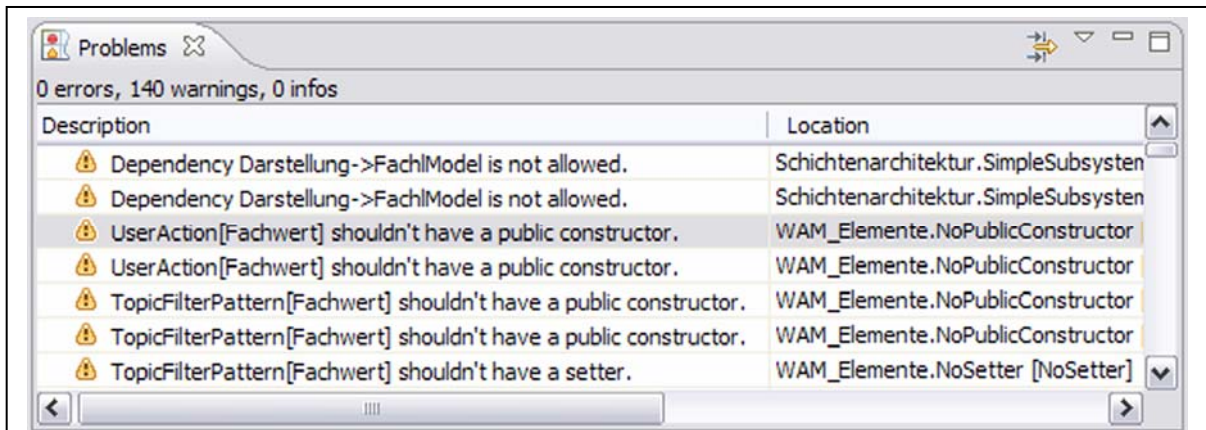 Problems
0 errors, 140 warnings, 0 infos
Description Location
Dependency Darstellung->FachlModel is not allowed. Schichtenarchitektur.SimpleSubsystem
Dependency Darstellung->FachlModel is not allowed. Schichtenarchitektur.SimpleSubsystem
UserAction[Fachwert] shouldn't have a public constructor. WAM_Elemente.NoPublicConstructor
UserAction[Fachwert] shouldn't have a public constructor. WAM_Elemente.NoPublicConstructor
TopicFilterPattern[Fachwert] shouldn't have a public constructor. WAM_Elemente.NoPublicConstructor
TopicFilterPattern[Fachwert] shouldn't have a public constructor. WAM_Elemente.NoPublicConstructor
TopicFilterPattern[Fachwert] shouldn't have a setter. WAM_Elemente.NoSetter [NoSetter]